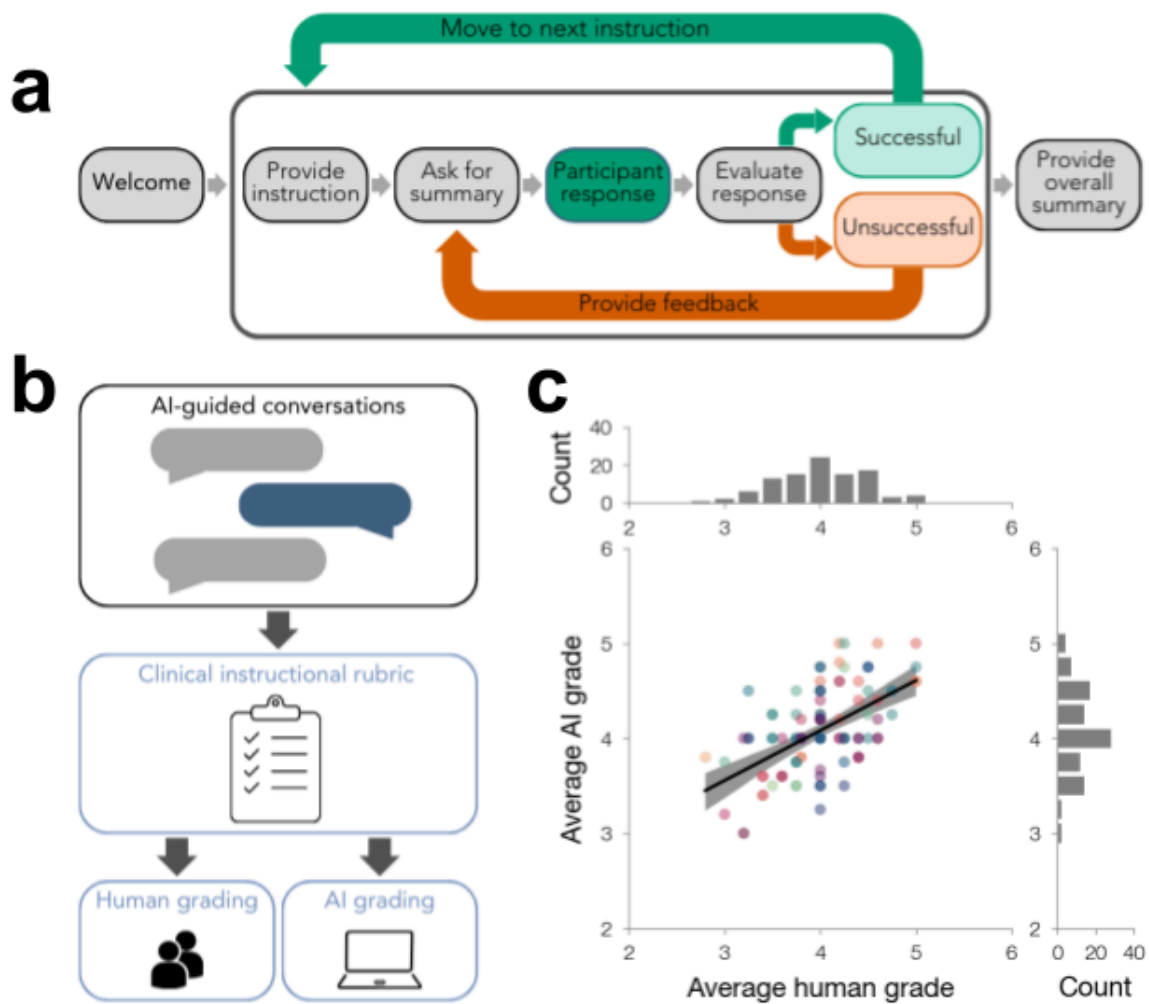 a
Move to next instruction
Welcome
Provide
instruction
Ask for
summary
Participant
response
Evaluate
response
Successful
Unsuccessful
Provide
overall
summary
Provide feedback
b
AI-guided conversations
Clinical instructional rubric
Human grading
AI grading
c
Count
40
20
0
2
3
4
5
6
Average AI grade
6
5
4
3
2
2
3
4
5
6
Average human grade
6
5
4
3
2
0
20
40
Count